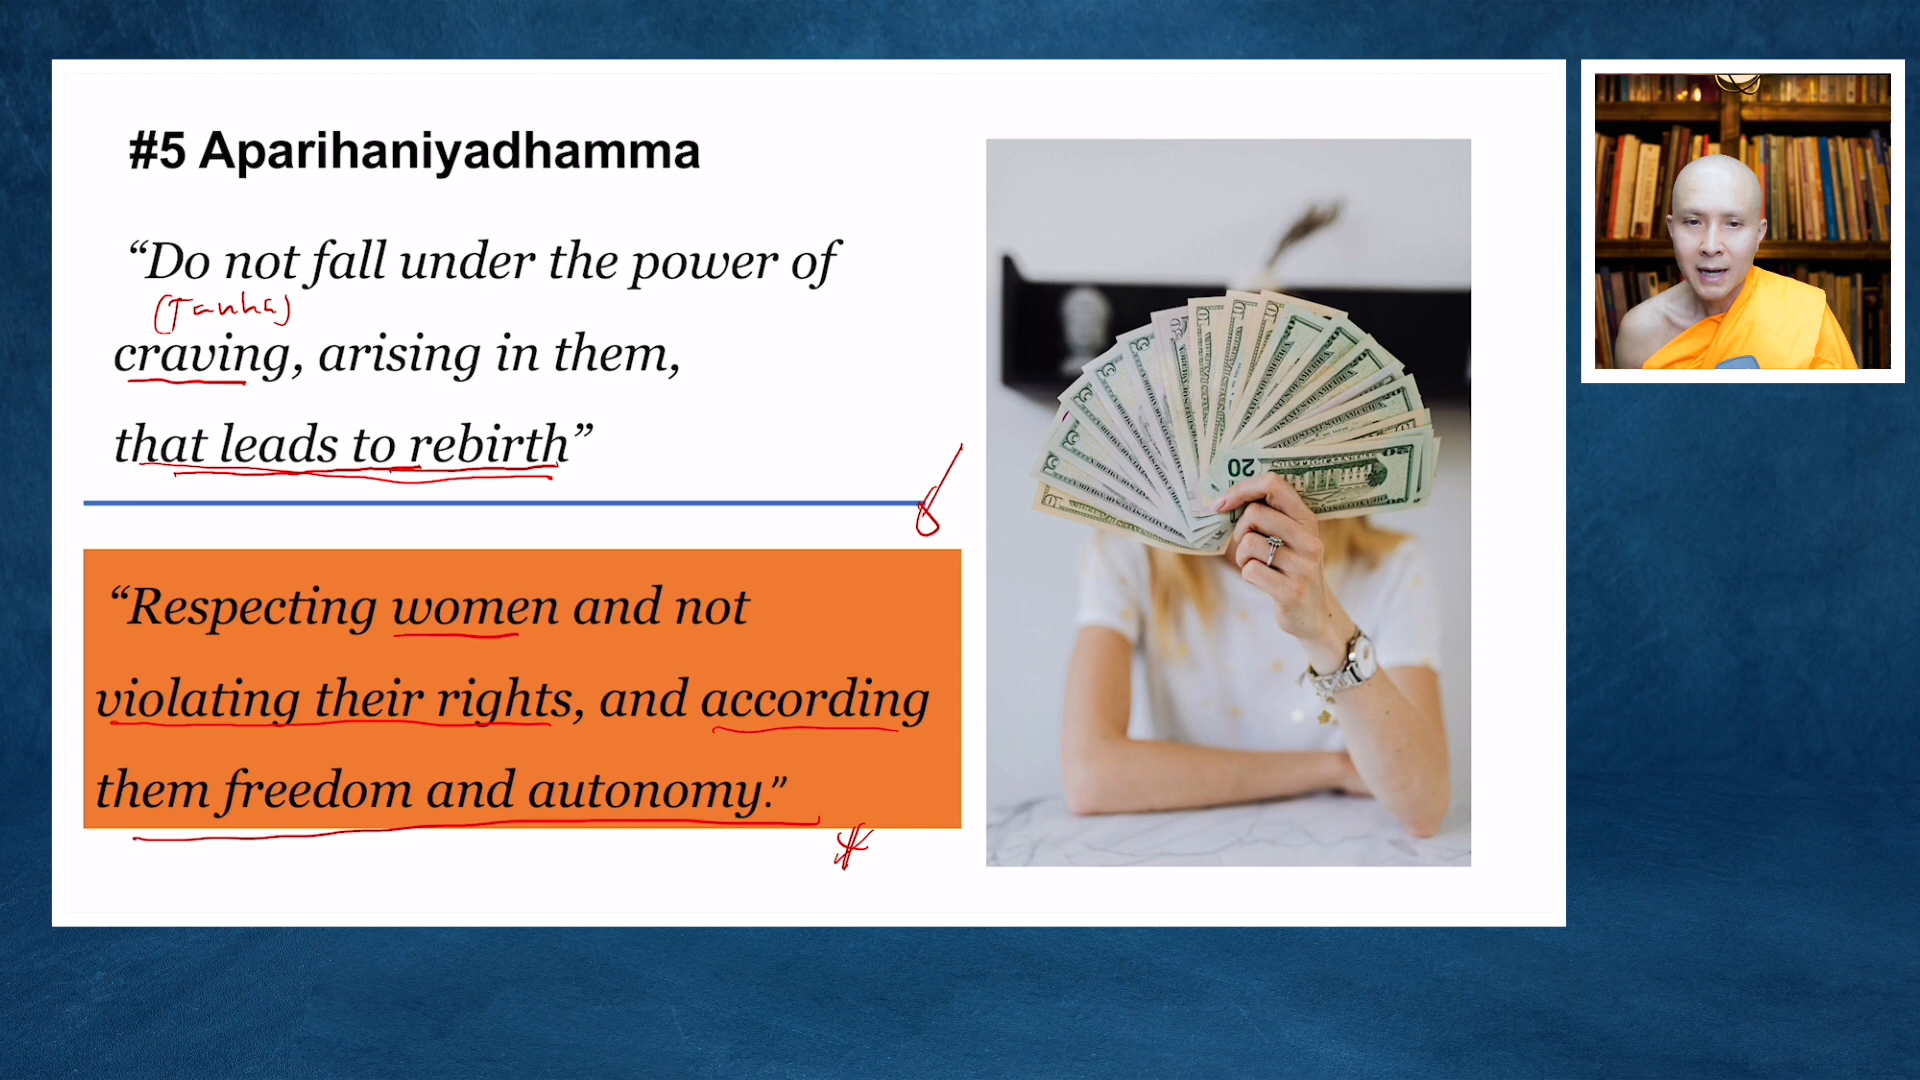 #5 Aparihaniyadhamma
“Do not fall under the power of
(Tanha)
craving, arising in them,
that leads to rebirth”
“Respecting women and not
violating their rights, and according
them freedom and autonomy.”
20